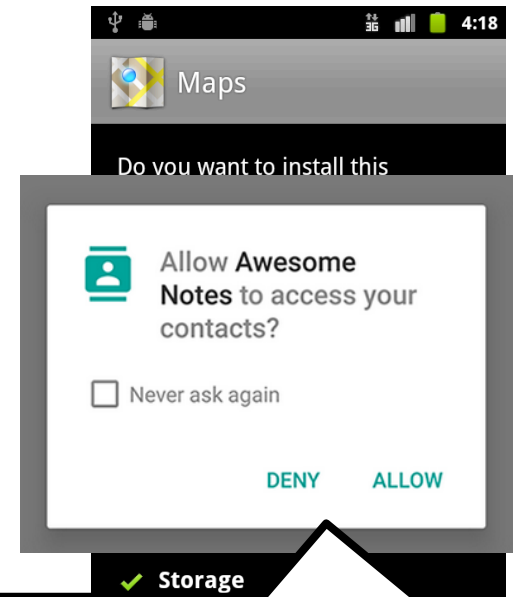 3G 4:18
Maps
Do you want to install this
Allow Awesome
Notes to access your
contacts?
Never ask again
DENY ALLOW
Storage